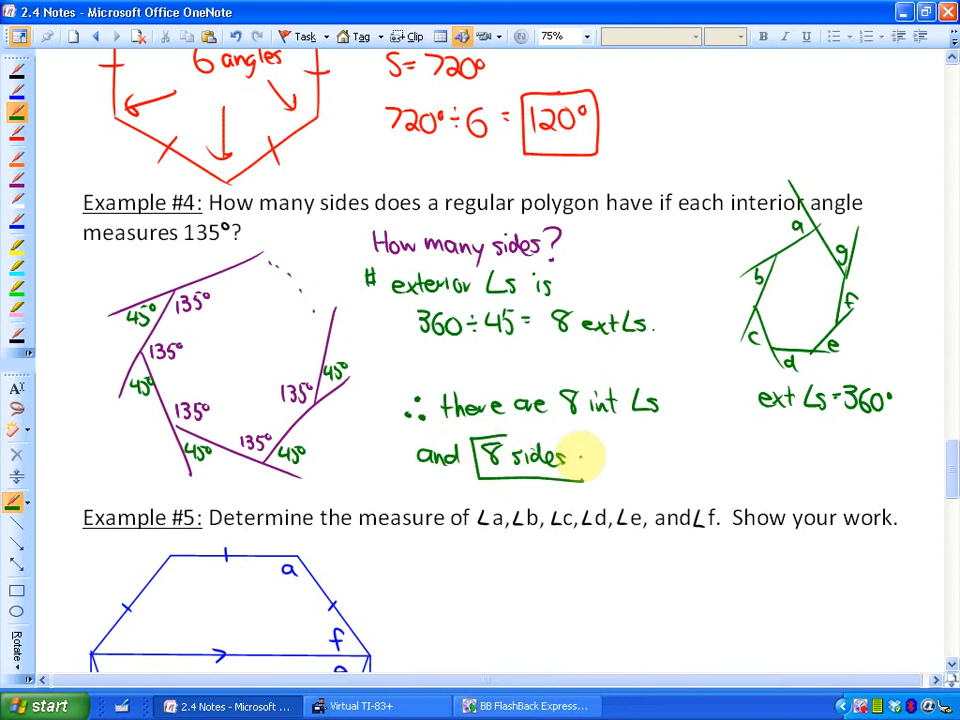 2.4 Notes - Microsoft Office OneNote
Task
Tag
Clip
75%
B I U
6 angles
S = 720°
720° ÷ 6 = 120°
Example #4: How many sides does a regular polygon have if each interior angle
measures 135°?
How many sides?
# exterior ∠s is
360 ÷ 45 = 8 ext ∠s.
∴ there are 8 int ∠s
and 8 sides
135°
45°
135°
45°
135°
45°
135°
45°
135°
45°
a
b
g
c
f
d
e
ext ∠s = 360°
Example #5: Determine the measure of ∠a, ∠b, ∠c, ∠d, ∠e, and ∠f. Show your work.
a
f
Rotate
start
2.4 Notes - Microsoft ...
Virtual TI-83+
BB FlashBack Express...